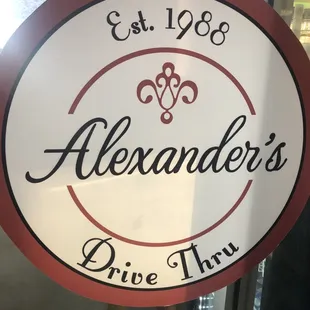 Est. 1988
Alexander's
Drive Thru